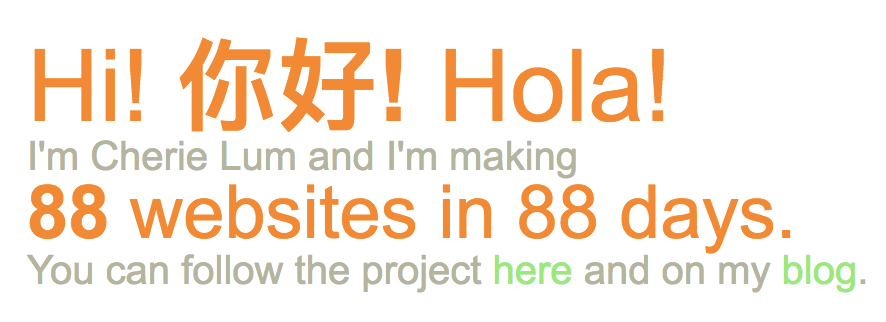 Hi! 你好! Hola!
I'm Cherie Lum and I'm making
88 websites in 88 days.
You can follow the project here and on my blog.